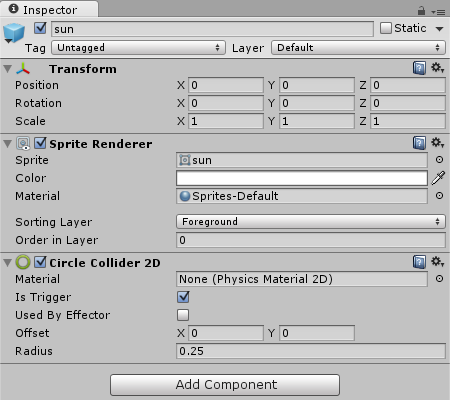 Inspector
sun Static
Tag Untagged Layer Default
Transform
Position X 0 Y 0 Z 0
Rotation X 0 Y 0 Z 0
Scale X 1 Y 1 Z 1
Sprite Renderer
Sprite sun
Color
Material Sprites-Default
Sorting Layer Foreground
Order in Layer 0
Circle Collider 2D
Material None (Physics Material 2D)
Is Trigger
Used By Effector
Offset X 0 Y 0
Radius 0.25
Add Component